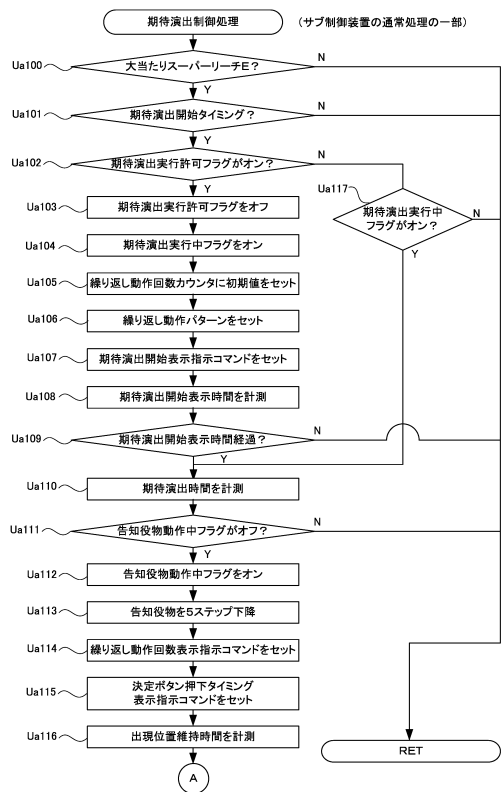 期待演出制御処理
(サブ制御装置の通常処理の一部)
Ua100
大当たりスーパーリーチE?
N
Y
Ua101
期待演出開始タイミング?
N
Y
Ua102
期待演出実行許可フラグがオン?
N
Y
Ua117
期待演出実行中
フラグがオン?
N
Y
Ua103
期待演出実行許可フラグをオフ
Ua104
期待演出実行中フラグをオン
Ua105
繰り返し動作回数カウンタに初期値をセット
Ua106
繰り返し動作パターンをセット
Ua107
期待演出開始表示指示コマンドをセット
Ua108
期待演出開始表示時間を計測
Ua109
期待演出開始表示時間経過?
N
Y
Ua110
期待演出時間を計測
Ua111
告知役物動作中フラグがオフ?
N
Y
Ua112
告知役物動作中フラグをオン
Ua113
告知役物を5ステップ下降
Ua114
繰り返し動作回数表示指示コマンドをセット
Ua115
決定ボタン押下タイミング
表示指示コマンドをセット
Ua116
出現位置維持時間を計測
RET
A